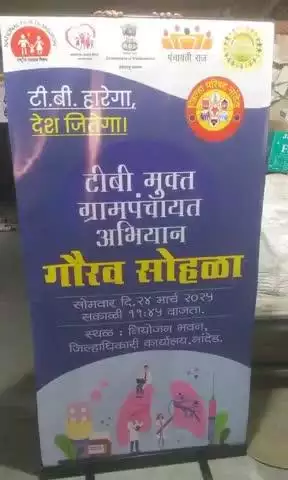 पंचायती राज
टी.बी. हारेगा,
देश जितेगा।
टीबी मुक्त
ग्रामपंचायत
अभियान
गौरव सोहळा
सोमवार दि.२४ मार्च २०२५
सकाळी ११:४५ वाजता.
स्थळ : नियोजन भवन,
जिल्हाधिकारी कार्यालय,नांदेड.